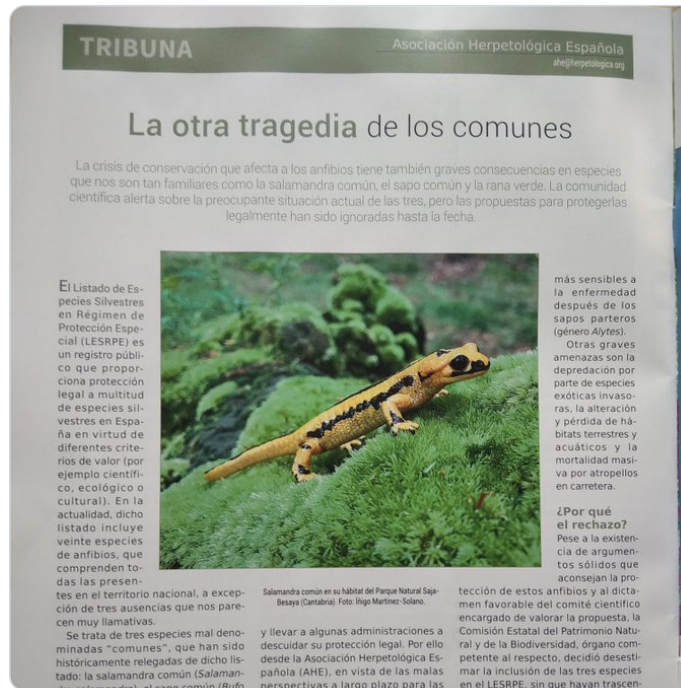 TRIBUNA
Asociación Herpetológica Española
ahe@herpetologica.org
La otra tragedia de los comunes
La crisis de conservación que afecta a los anfibios tiene también graves consecuencias en especies
que nos son tan familiares como la salamandra común, el sapo común y la rana verde. La comunidad
científica alerta sobre la preocupante situación actual de las tres, pero las propuestas para protegerlas
legalmente han sido ignoradas hasta la fecha.
El Listado de Es-
pecies Silvestres
en Régimen de
Protección Espe-
cial (LESRPE) es
un registro públi-
co que propor-
ciona protección
legal a multitud
de especies sil-
vestres en Espa-
ña en virtud de
diferentes crite-
rios de valor (por
ejemplo científi-
co, ecológico o
cultural). En la
actualidad, dicho
listado incluye
veinte especies
de anfibios, que
comprenden to-
das las presen-
tes en el territorio nacional, a excep-
ción de tres ausencias que nos pare-
cen muy llamativas.
Se trata de tres especies mal deno-
minadas “comunes”, que han sido
históricamente relegadas de dicho lis-
tado: la salamandra común (Salaman-
dra salamandra), el sapo común (Bufo
Salamandra común en su hábitat del Parque Natural Saja-
Besaya (Cantabria). Foto: Íñigo Martínez-Solano.
y llevar a algunas administraciones a
descuidar su protección legal. Por ello
desde la Asociación Herpetológica Es-
pañola (AHE), en vista de las malas
perspectivas a largo plazo para las
más sensibles a
la enfermedad
después de los
sapos parteros
(género Alytes).
Otras graves
amenazas son la
depredación por
parte de especies
exóticas invaso-
ras, la alteración
y pérdida de há-
bitats terrestres y
acuáticos y la
mortalidad masi-
va por atropellos
en carretera.
¿Por qué
el rechazo?
Pese a la existen-
cia de argumen-
tos sólidos que
aconsejan la pro-
tección de estos anfibios y al dicta-
men favorable del comité científico
encargado de valorar la propuesta, la
Comisión Estatal del Patrimonio Natu-
ral y de la Biodiversidad, órgano com-
petente al respecto, decidió desesti-
mar la inclusión de las tres especies
en el LESRPE, sin que hayan trascen-